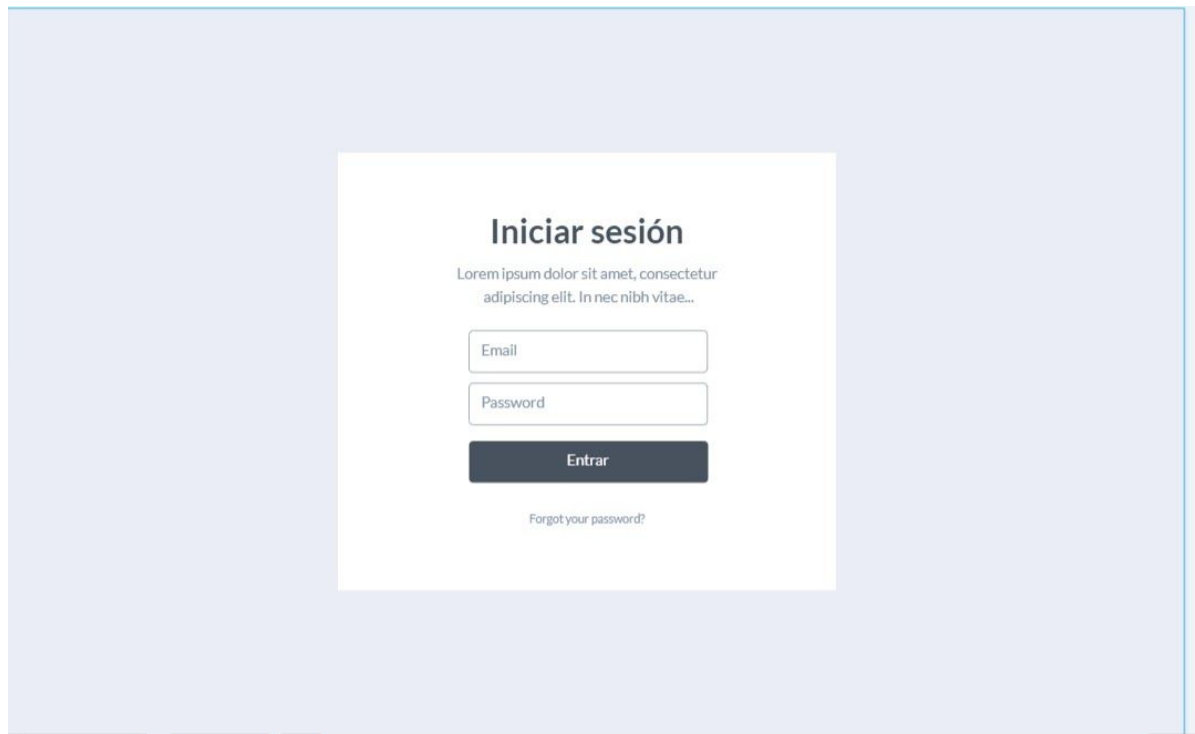 Iniciar sesión
Lorem ipsum dolor sit amet, consectetur
adipiscing elit. In nec nibh vitae...
Email
Password
Entrar
Forgot your password?